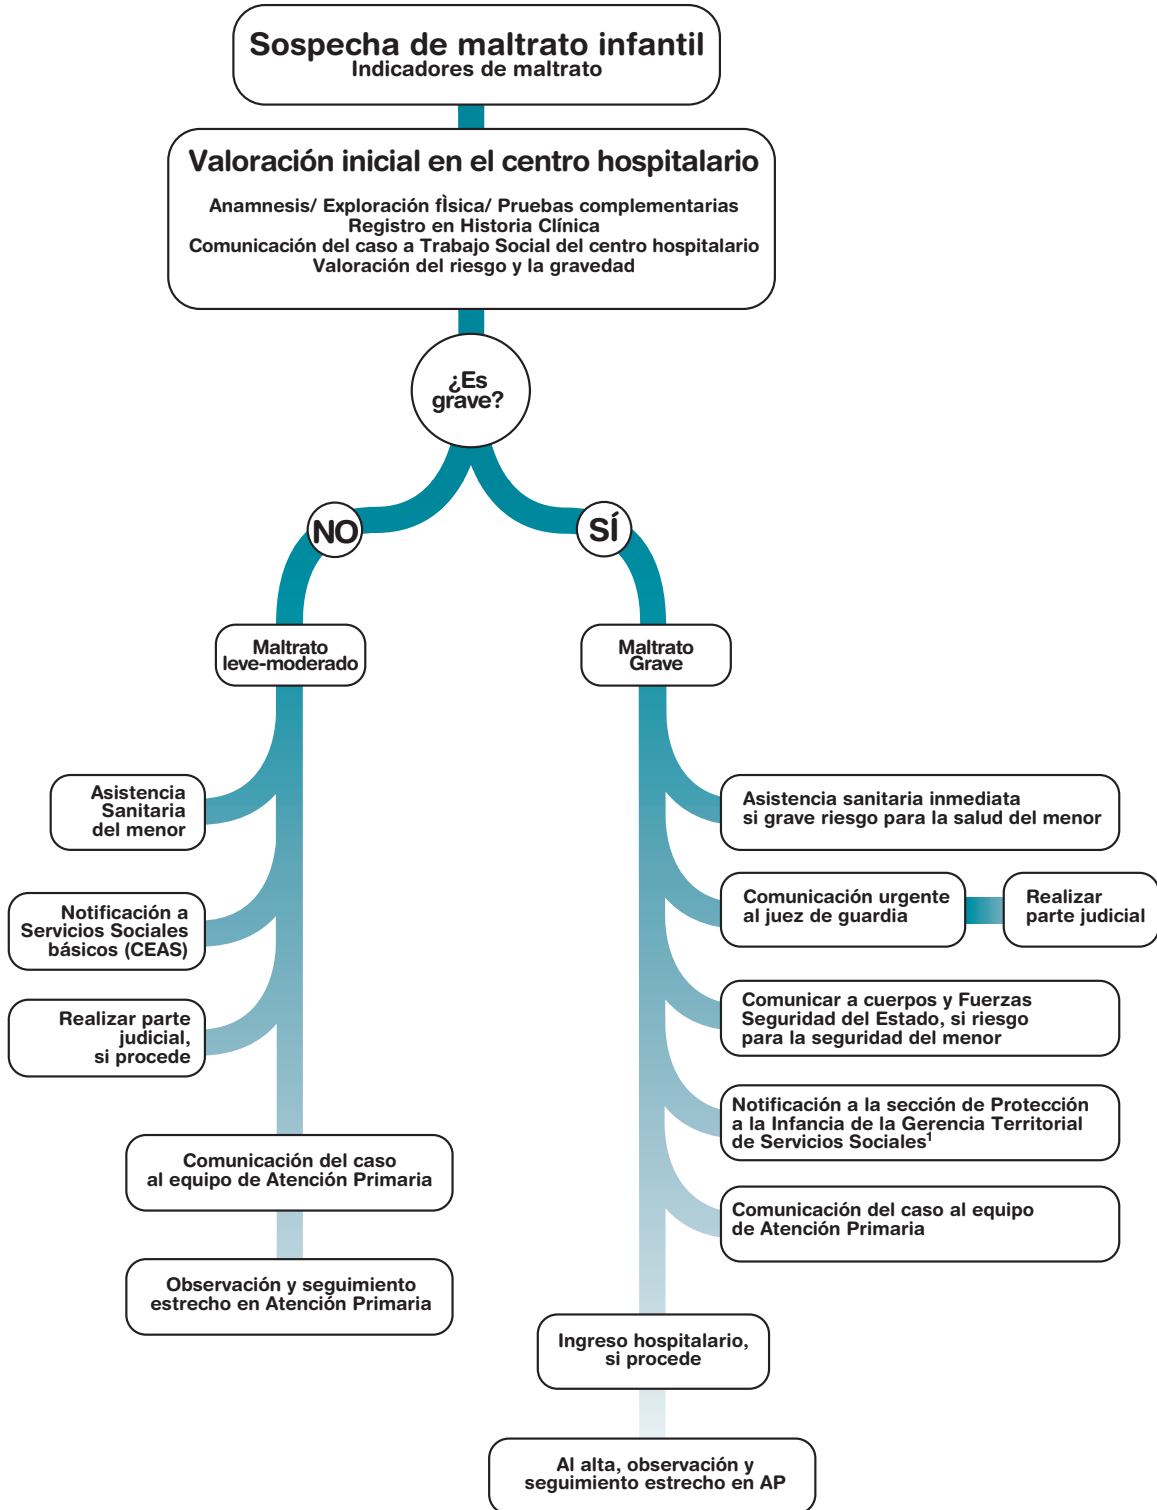 Sospecha de maltrato infantil
Indicadores de maltrato
Valoración inicial en el centro hospitalario
Anamnesis/ Exploración fÌsica/ Pruebas complementarias
Registro en Historia Clínica
Comunicación del caso a Trabajo Social del centro hospitalario
Valoración del riesgo y la gravedad
¿Es
grave?
NO
SÍ
Maltrato
leve-moderado
Maltrato
Grave
Asistencia
Sanitaria
del menor
Notificación a
Servicios Sociales
básicos (CEAS)
Realizar parte
judicial,
si procede
Comunicación del caso
al equipo de Atención Primaria
Observación y seguimiento
estrecho en Atención Primaria
Asistencia sanitaria inmediata
si grave riesgo para la salud del menor
Comunicación urgente
al juez de guardia
Realizar
parte judicial
Comunicar a cuerpos y Fuerzas
Seguridad del Estado, si riesgo
para la seguridad del menor
Notificación a la sección de Protección
a la Infancia de la Gerencia Territorial
de Servicios Sociales¹
Comunicación del caso al equipo
de Atención Primaria
Ingreso hospitalario,
si procede
Al alta, observación y
seguimiento estrecho en AP